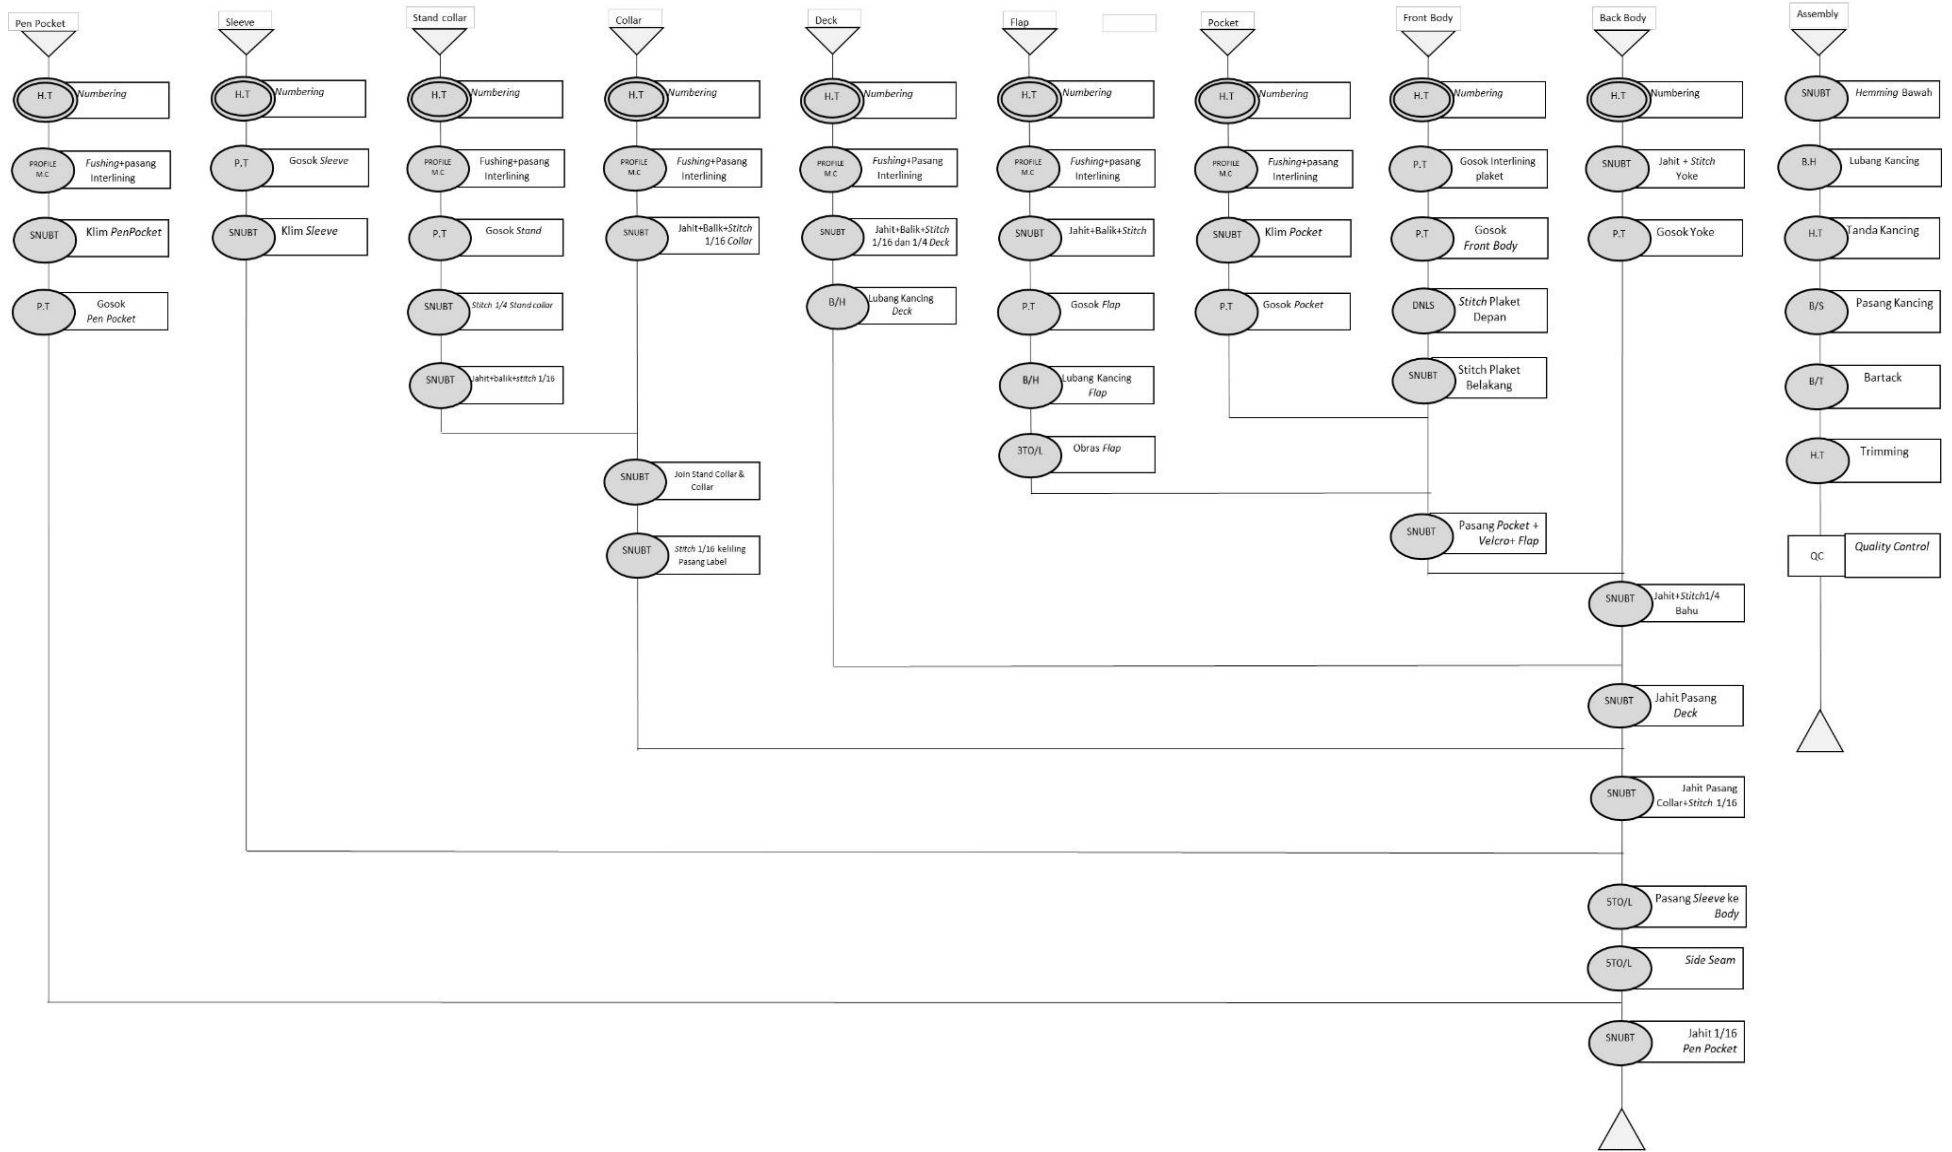 Pen Pocket
H.T
Numbering
PROFILE
M.C
Fushing+pasang
Interlining
SNUBT
Klim PenPocket
P.T
Gosok
Pen Pocket
Sleeve
H.T
Numbering
P.T
Gosok Sleeve
SNUBT
Klim Sleeve
Stand collar
H.T
Numbering
PROFILE
M.C
Fushing+pasang
Interlining
P.T
Gosok Stand
SNUBT
Stitch 1/4 Stand collar
SNUBT
Jahit+balik+stitch 1/16
Collar
H.T
Numbering
PROFILE
M.C
Fushing+Pasang
Interlining
SNUBT
Jahit+Balik+Stitch
1/16 Collar
SNUBT
Join Stand Collar &
Collar
SNUBT
Stitch 1/16 keliling
Pasang Label
Deck
H.T
Numbering
PROFILE
M.C
Fushing+Pasang
Interlining
SNUBT
Jahit+Balik+Stitch
1/16 dan 1/4 Deck
B/H
Lubang Kancing
Deck
Flap
H.T
Numbering
PROFILE
M.C
Fushing+pasang
Interlining
SNUBT
Jahit+Balik+Stitch
P.T
Gosok Flap
B/H
Lubang Kancing
Flap
3TO/L
Obras Flap
Pocket
H.T
Numbering
PROFILE
M.C
Fushing+pasang
Interlining
SNUBT
Klim Pocket
P.T
Gosok Pocket
Front Body
H.T
Numbering
P.T
Gosok Interlining
plaket
P.T
Gosok
Front Body
DNLS
Stitch Plaket
Depan
SNUBT
Stitch Plaket
Belakang
SNUBT
Pasang Pocket +
Velcro+ Flap
Back Body
H.T
Numbering
SNUBT
Jahit + Stitch
Yoke
P.T
Gosok Yoke
SNUBT
Jahit+Stitch1/4
Bahu
SNUBT
Jahit Pasang
Deck
SNUBT
Jahit Pasang
Collar+Stitch 1/16
5TO/L
Pasang Sleeve ke
Body
5TO/L
Side Seam
SNUBT
Jahit 1/16
Pen Pocket
Assembly
SNUBT
Hemming Bawah
B.H
Lubang Kancing
H.T
Tanda Kancing
B/S
Pasang Kancing
B/T
Bartack
H.T
Trimming
QC
Quality Control